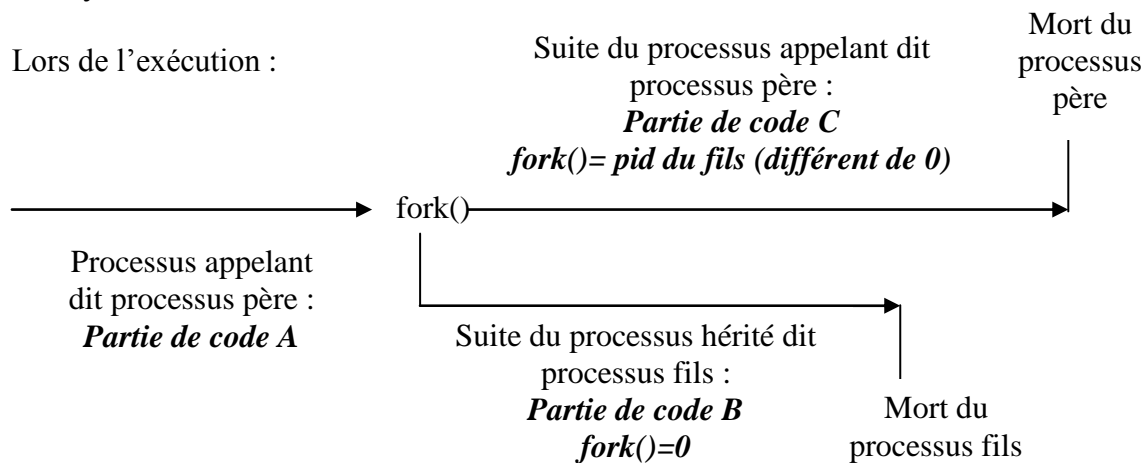 Lors de l’exécution :
Suite du processus appelant dit
processus père :
Partie de code C
fork()= pid du fils (différent de 0)
Mort du
processus
père
fork()
Processus appelant
dit processus père :
Partie de code A
Suite du processus hérité dit
processus fils :
Partie de code B
fork()=0
Mort du
processus fils